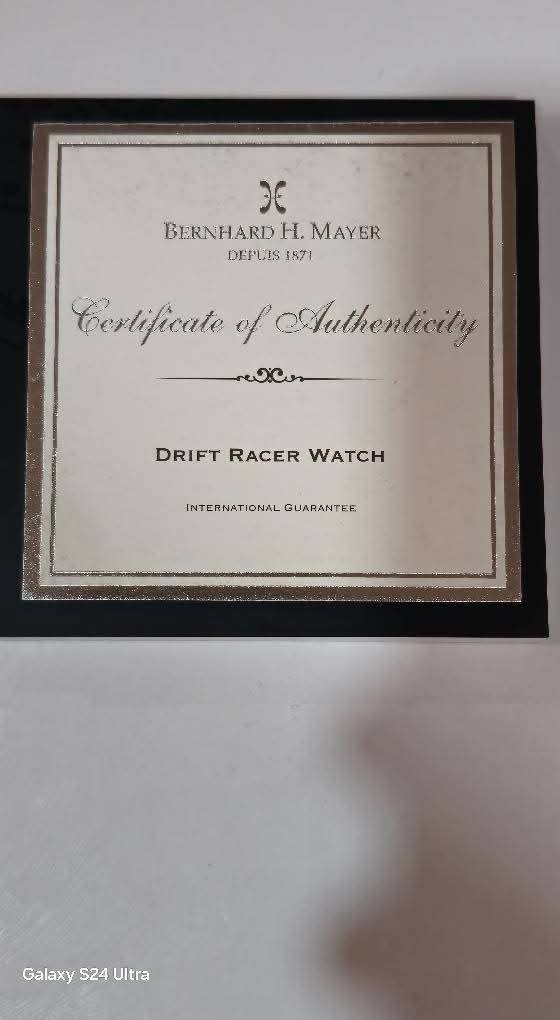 BERNHARD H. MAYER
DEPUIS 1871
Certificate of Authenticity
DRIFT RACER WATCH
INTERNATIONAL GUARANTEE
Galaxy S24 Ultra